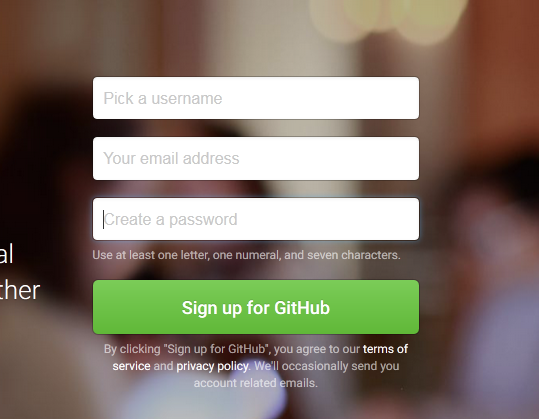 Pick a username
Your email address
Create a password
Use at least one letter, one numeral, and seven characters.
al
ther
Sign up for GitHub
By clicking "Sign up for GitHub", you agree to our terms of
service and privacy policy. We'll occasionally send you
account related emails.